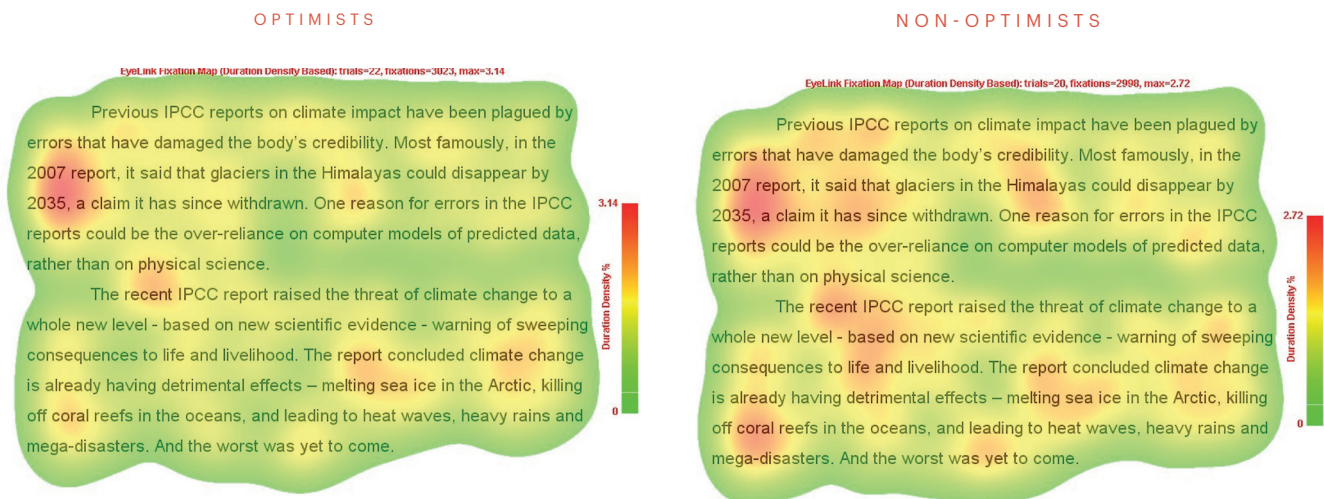 OPTIMISTS
EyeLink Fixation Map (Duration Density Based): trials=22, fixations=3023, max=3.14
Previous IPCC reports on climate impact have been plagued by
errors that have damaged the body's credibility. Most famously, in the
2007 report, it said that glaciers in the Himalayas could disappear by
2035, a claim it has since withdrawn. One reason for errors in the IPCC
reports could be the over-reliance on computer models of predicted data,
rather than on physical science.
The recent IPCC report raised the threat of climate change to a
whole new level - based on new scientific evidence - warning of sweeping
consequences to life and livelihood. The report concluded climate change
is already having detrimental effects – melting sea ice in the Arctic, killing
off coral reefs in the oceans, and leading to heat waves, heavy rains and
mega-disasters. And the worst was yet to come.
3.14
Duration Density %
0
NON-OPTIMISTS
EyeLink Fixation Map (Duration Density Based): trials=20, fixations=2998, max=2.72
Previous IPCC reports on climate impact have been plagued by
errors that have damaged the body's credibility. Most famously, in the
2007 report, it said that glaciers in the Himalayas could disappear by
2035, a claim it has since withdrawn. One reason for errors in the IPCC
reports could be the over-reliance on computer models of predicted data,
rather than on physical science.
The recent IPCC report raised the threat of climate change to a
whole new level - based on new scientific evidence - warning of sweeping
consequences to life and livelihood. The report concluded climate change
is already having detrimental effects – melting sea ice in the Arctic, killing
off coral reefs in the oceans, and leading to heat waves, heavy rains and
mega-disasters. And the worst was yet to come.
2.72
Duration Density %
0